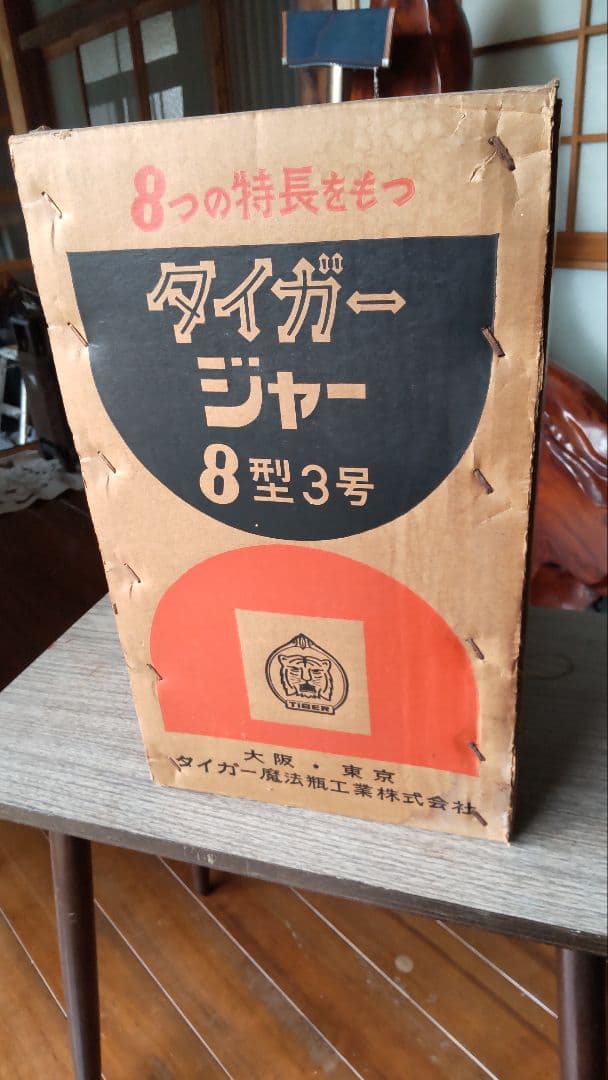 8つの特長をもつ
タイガー
ジャー
8型3号
TiGER
大阪・東京
タイガー魔法瓶工業株式会社